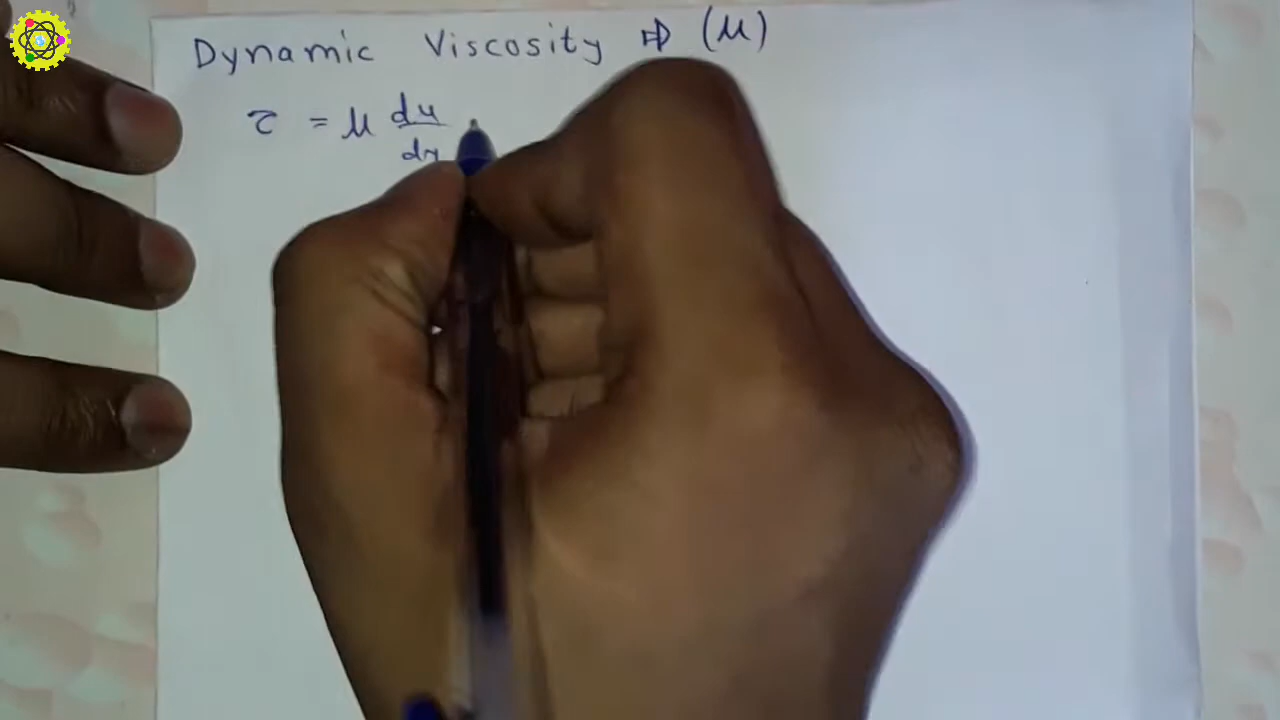 Dynamic Viscosity ⇒ (μ)
τ = μ du/dy